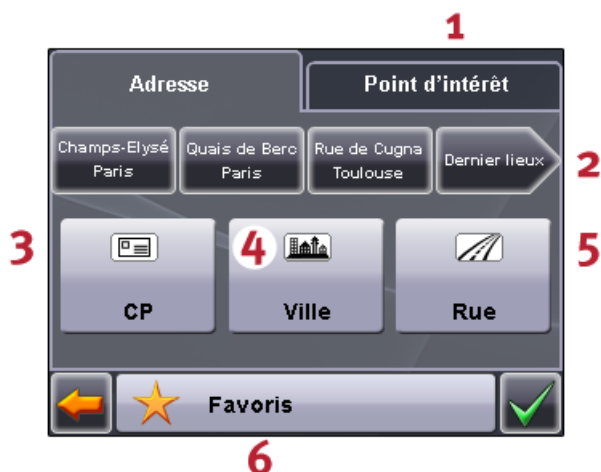 1
Adresse
Point d'intérêt
Champs-Elysé
Paris
Quais de Berc
Paris
Rue de Cugna
Toulouse
Dernier lieux
2
3
4
5
CP
Ville
Rue
Favoris
6